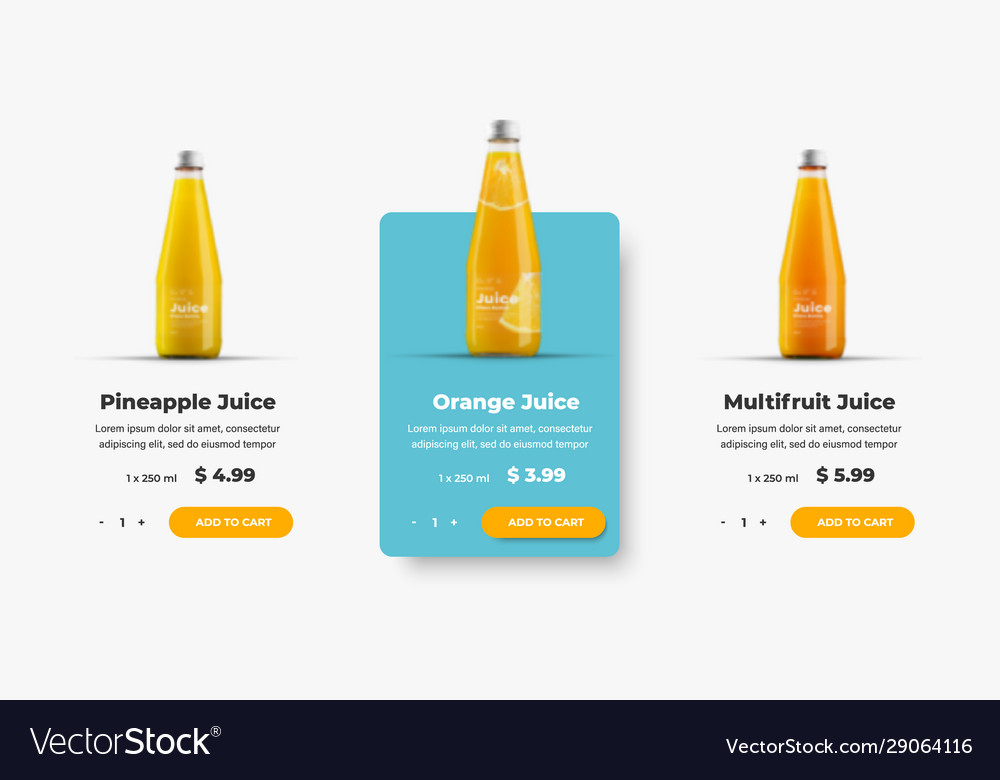 Juice
Pineapple Juice
Lorem ipsum dolor sit amet, consectetur
adipiscing elit, sed do eiusmod tempor
1 x 250 ml $ 4.99
- 1 + ADD TO CART
Juice
Orange Juice
Lorem ipsum dolor sit amet, consectetur
adipiscing elit, sed do eiusmod tempor
1 x 250 ml $ 3.99
- 1 + ADD TO CART
Juice
Multifruit Juice
Lorem ipsum dolor sit amet, consectetur
adipiscing elit, sed do eiusmod tempor
1 x 250 ml $ 5.99
- 1 + ADD TO CART
VectorStock®
VectorStock.com/29064116